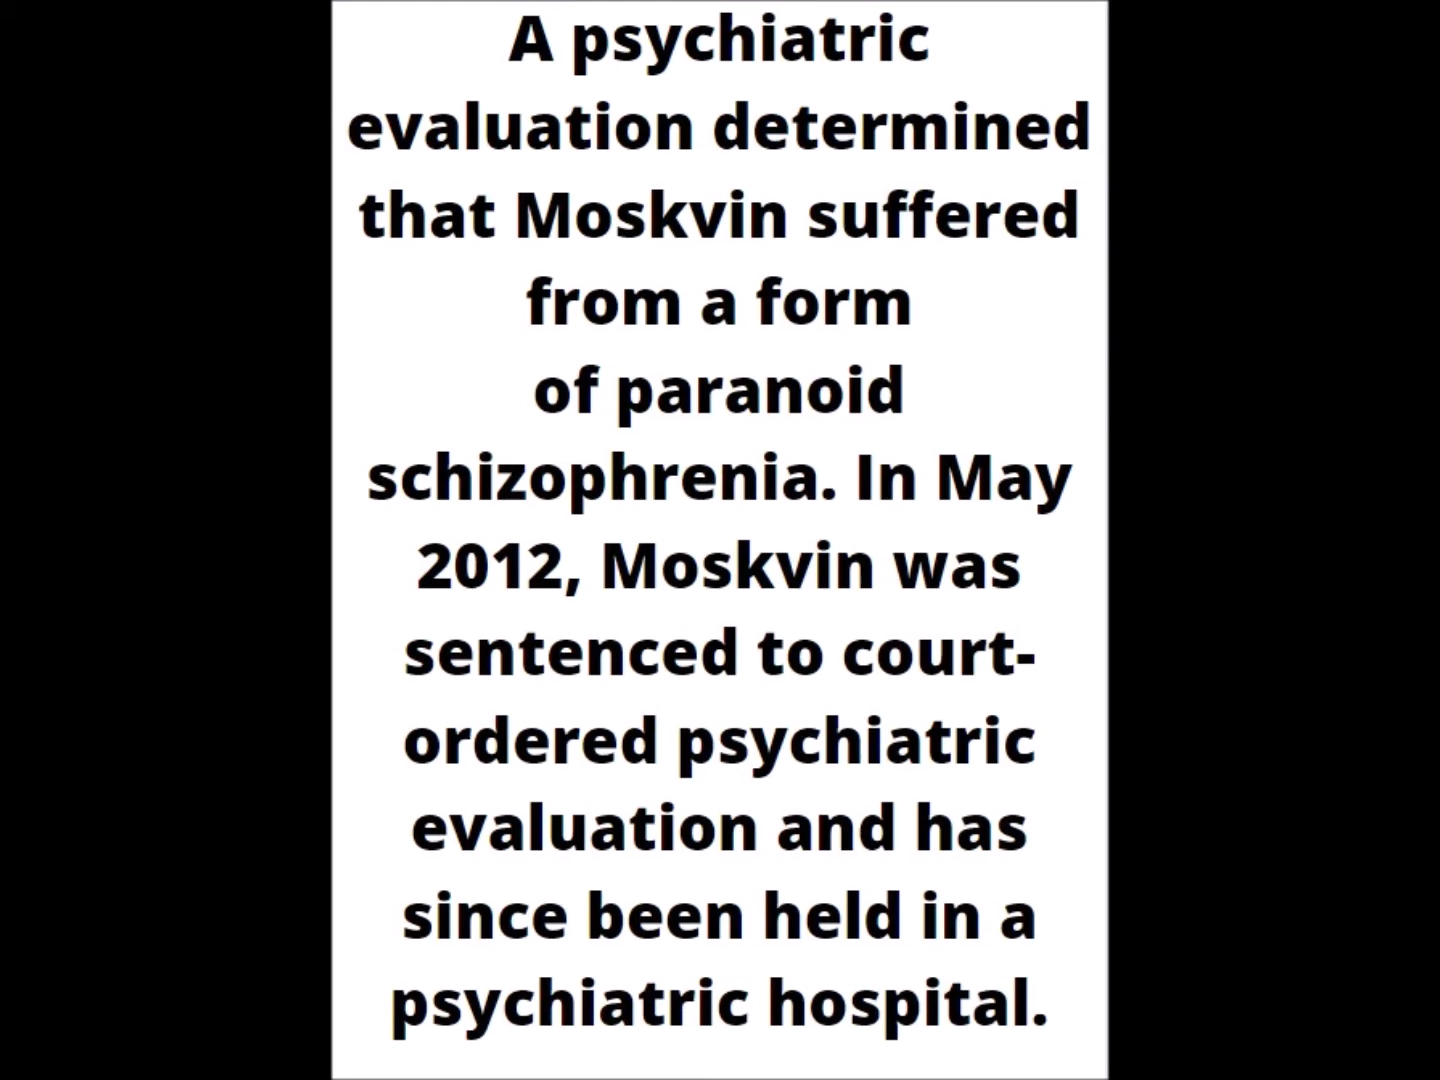 A psychiatric
evaluation determined
that Moskvin suffered
from a form
of paranoid
schizophrenia. In May
2012, Moskvin was
sentenced to court-
ordered psychiatric
evaluation and has
since been held in a
psychiatric hospital.